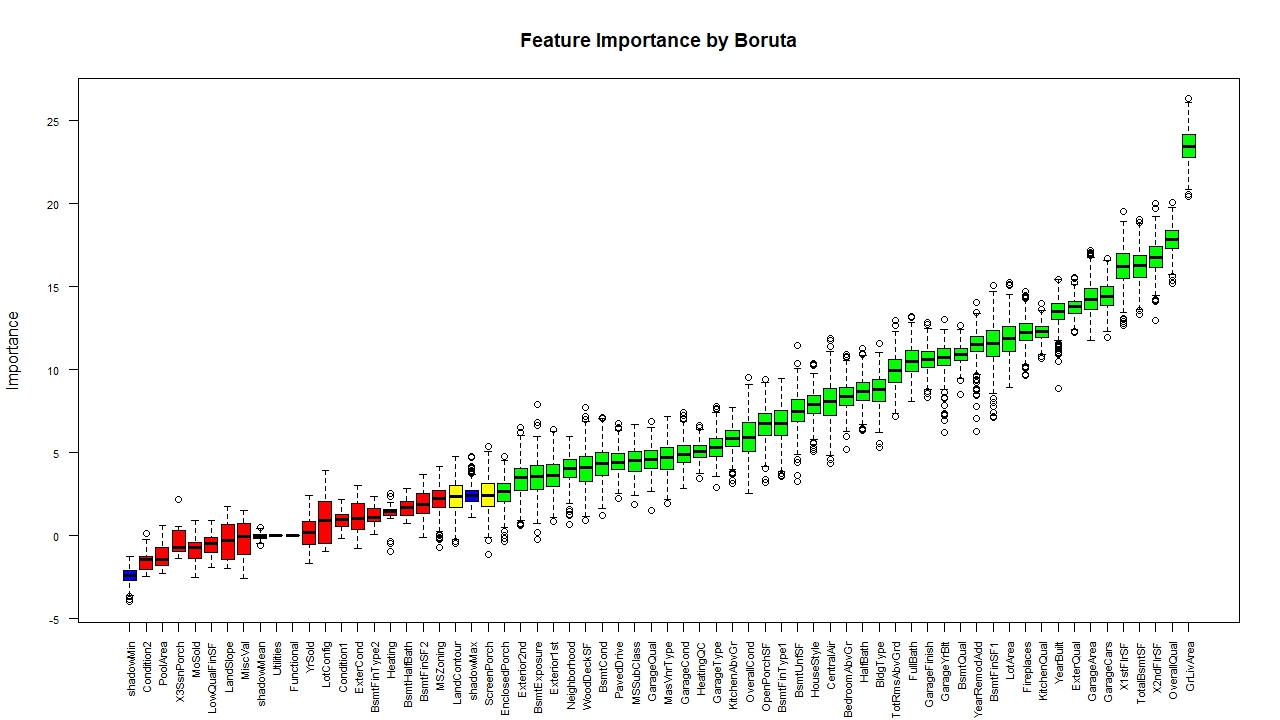 Feature Importance by Boruta
Importance
25
20
15
10
5
0
-5
shadowMin
Condition2
PoolArea
X3SsnPorch
MoSold
LowQualFinSF
LandSlope
MiscVal
shadowMean
Utilities
Functional
YrSold
LotConfig
Condition1
ExterCond
BsmtFinType2
Heating
BsmtHalfBath
BsmtFinSF2
MSZoning
LandContour
shadowMax
ScreenPorch
EnclosedPorch
Exterior2nd
BsmtExposure
Exterior1st
Neighborhood
WoodDeckSF
BsmtCond
PavedDrive
MSSubClass
GarageQual
MasVnrType
GarageCond
HeatingQC
GarageType
KitchenAbvGr
OverallCond
OpenPorchSF
BsmtFinType1
BsmtUnfSF
HouseStyle
CentralAir
BedroomAbvGr
HalfBath
BldgType
TotRmsAbvGrd
FullBath
GarageFinish
GarageYrBlt
BsmtQual
YearRemodAdd
BsmtFinSF1
LotArea
Fireplaces
KitchenQual
YearBuilt
ExterQual
GarageArea
GarageCars
X1stFlrSF
TotalBsmtSF
X2ndFlrSF
OverallQual
GrLivArea